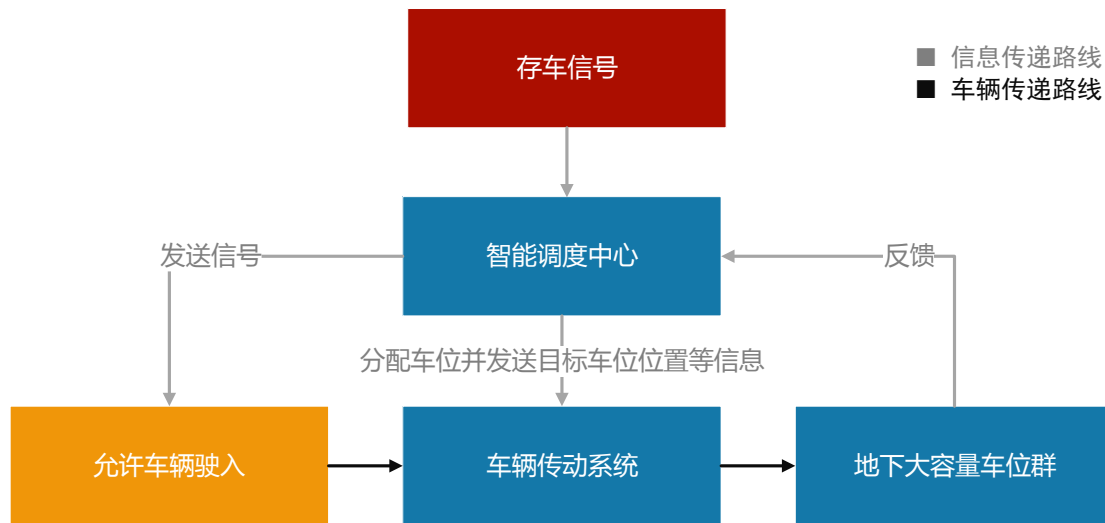 存车信号
信息传递路线
车辆传递路线
智能调度中心
发送信号
反馈
分配车位并发送目标车位位置等信息
允许车辆驶入
车辆传动系统
地下大容量车位群